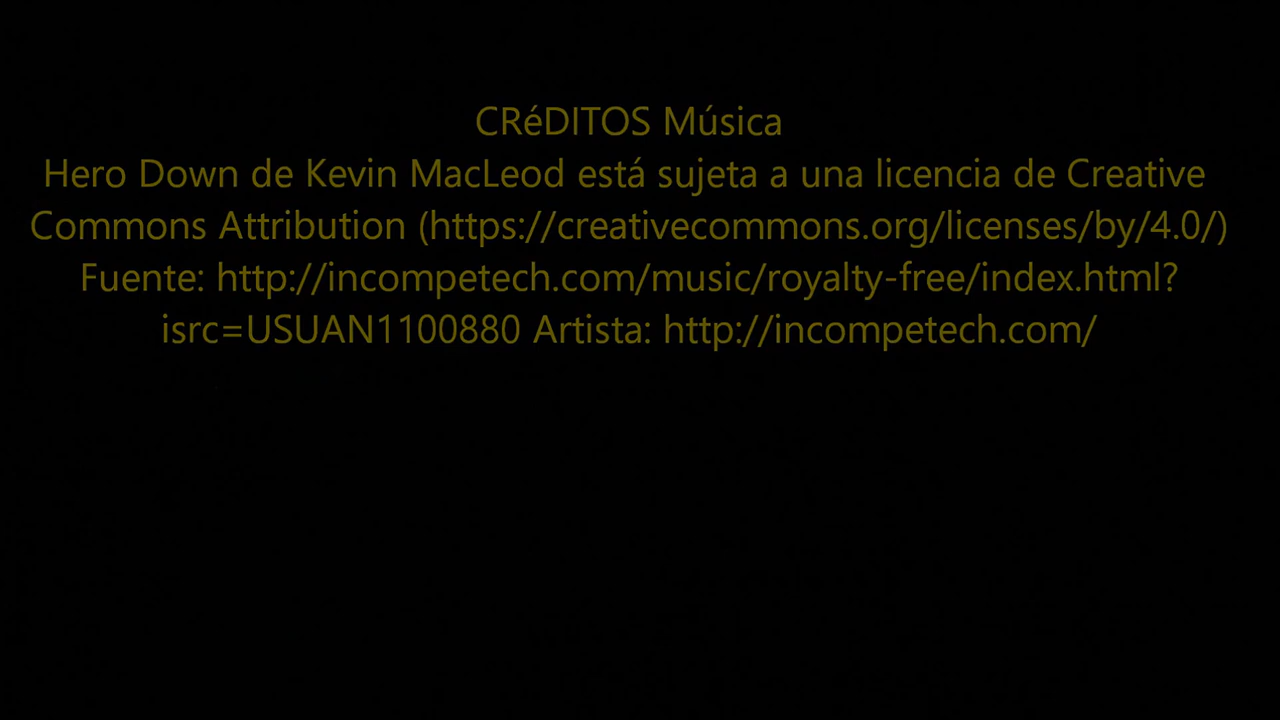 CRéDITOS Música
Hero Down de Kevin MacLeod está sujeta a una licencia de Creative
Commons Attribution (https://creativecommons.org/licenses/by/4.0/)
Fuente: http://incompetech.com/music/royalty-free/index.html?
isrc=USUAN1100880 Artista: http://incompetech.com/